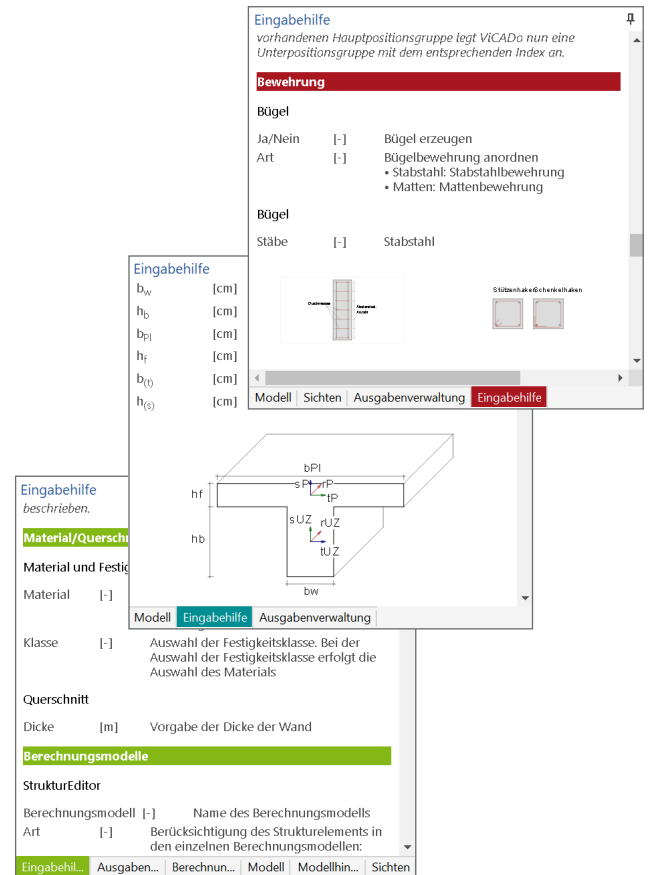 Eingabehilfe
vorhandenen Hauptpositionsgruppe legt ViCADo nun eine
Unterpositionsgruppe mit dem entsprechenden Index an.
Bewehrung
Bügel
Ja/Nein [-] Bügel erzeugen
Art [-] Bügelbewehrung anordnen
• Stabstahl: Stabstahlbewehrung
• Matten: Mattenbewehrung
Bügel
Stäbe [-] Stabstahl
Stützenhaken Schenkelhaken
Modell Sichten Ausgabenverwaltung Eingabehilfe
Eingabehilfe
bw [cm]
hb [cm]
bPl [cm]
hf [cm]
b(t) [cm]
h(s) [cm]
bPl
hf
sP rP
tP
sUZ rUZ
hb
tUZ
bw
Modell Eingabehilfe Ausgabenverwaltung
Eingabehilfe
beschrieben.
Material/Quersch
Material und Festig
Material [-]
Klasse [-] Auswahl der Festigkeitsklasse. Bei der
Auswahl der Festigkeitsklasse erfolgt die
Auswahl des Materials
Querschnitt
Dicke [m] Vorgabe der Dicke der Wand
Berechnungsmodelle
StrukturEditor
Berechnungsmodell [-] Name des Berechnungsmodells
Art [-] Berücksichtigung des Strukturelements in
den einzelnen Berechnungsmodellen:
Eingabehil... Ausgaben... Berechnun... Modell Modellhin... Sichten